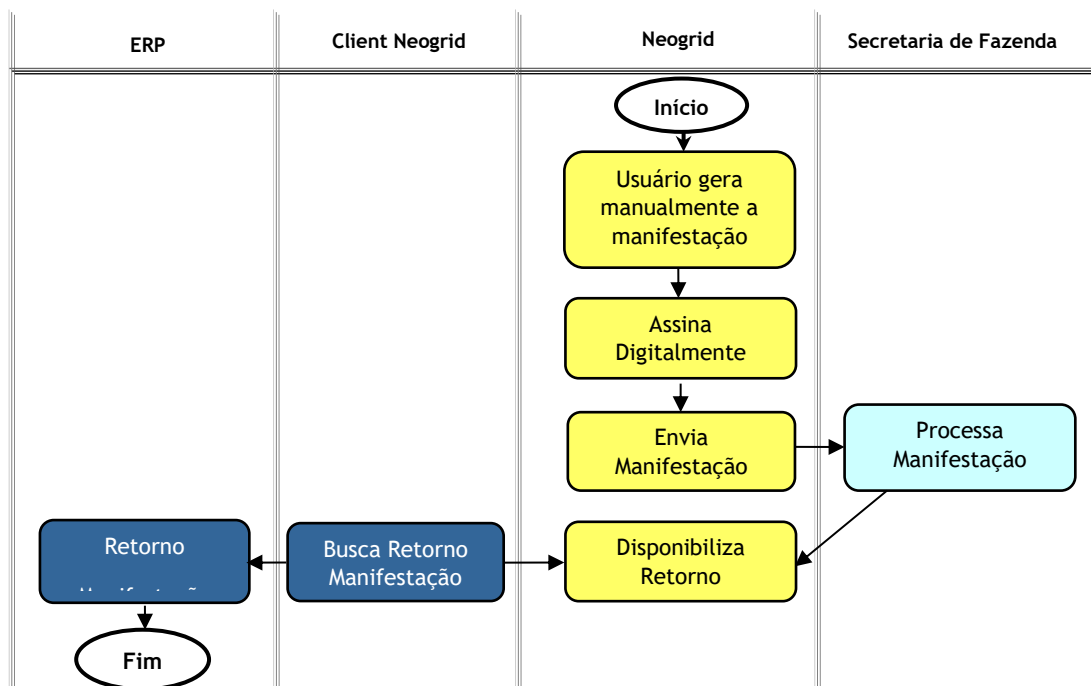 ERP
Client Neogrid
Neogrid
Secretaria de Fazenda
Início
Usuário gera
manualmente a
manifestação
Assina
Digitalmente
Envia
Manifestação
Processa
Manifestação
Retorno
Busca Retorno
Manifestação
Disponibiliza
Retorno
Fim